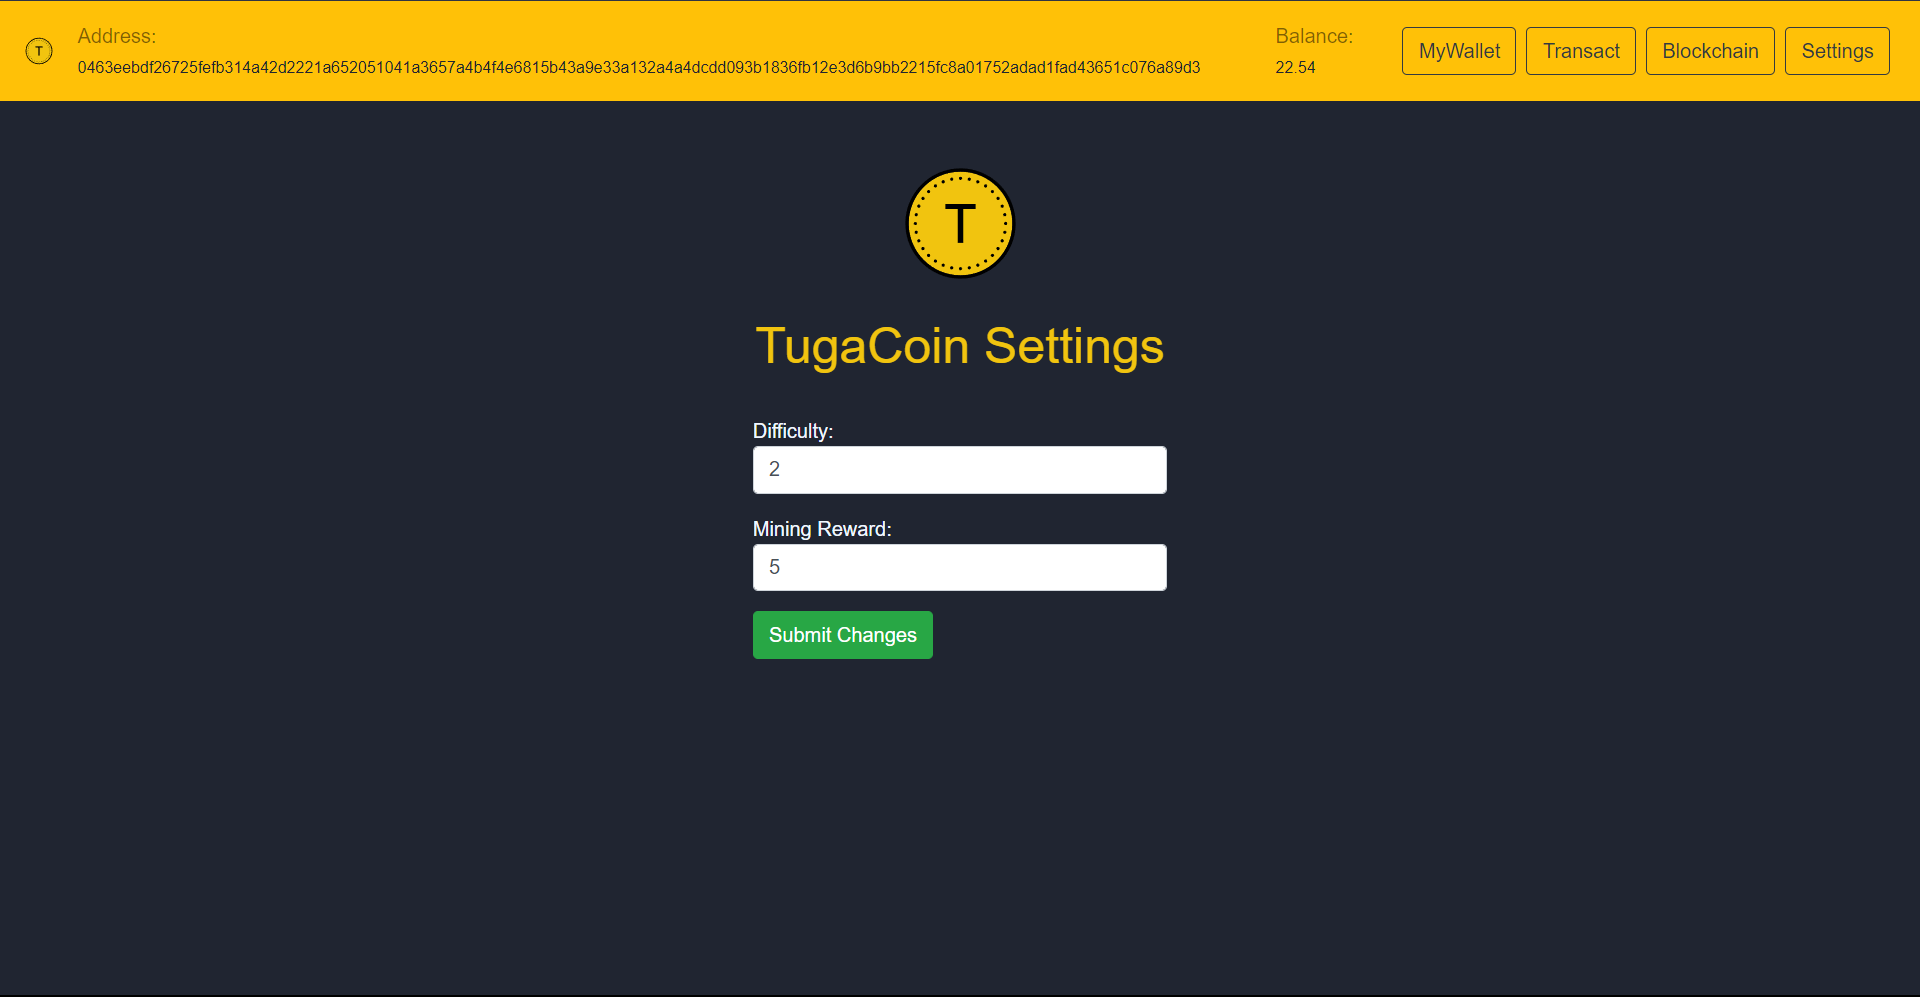 T
Address:
0463eebdf26725fefb314a42d2221a652051041a3657a4b4f4e6815b43a9e33a132a4a4dcdd093b1836fb12e3d6b9bb2215fc8a01752adad1fad43651c076a89d3
Balance:
22.54
MyWallet
Transact
Blockchain
Settings
T
TugaCoin Settings
Difficulty:
2
Mining Reward:
5
Submit Changes